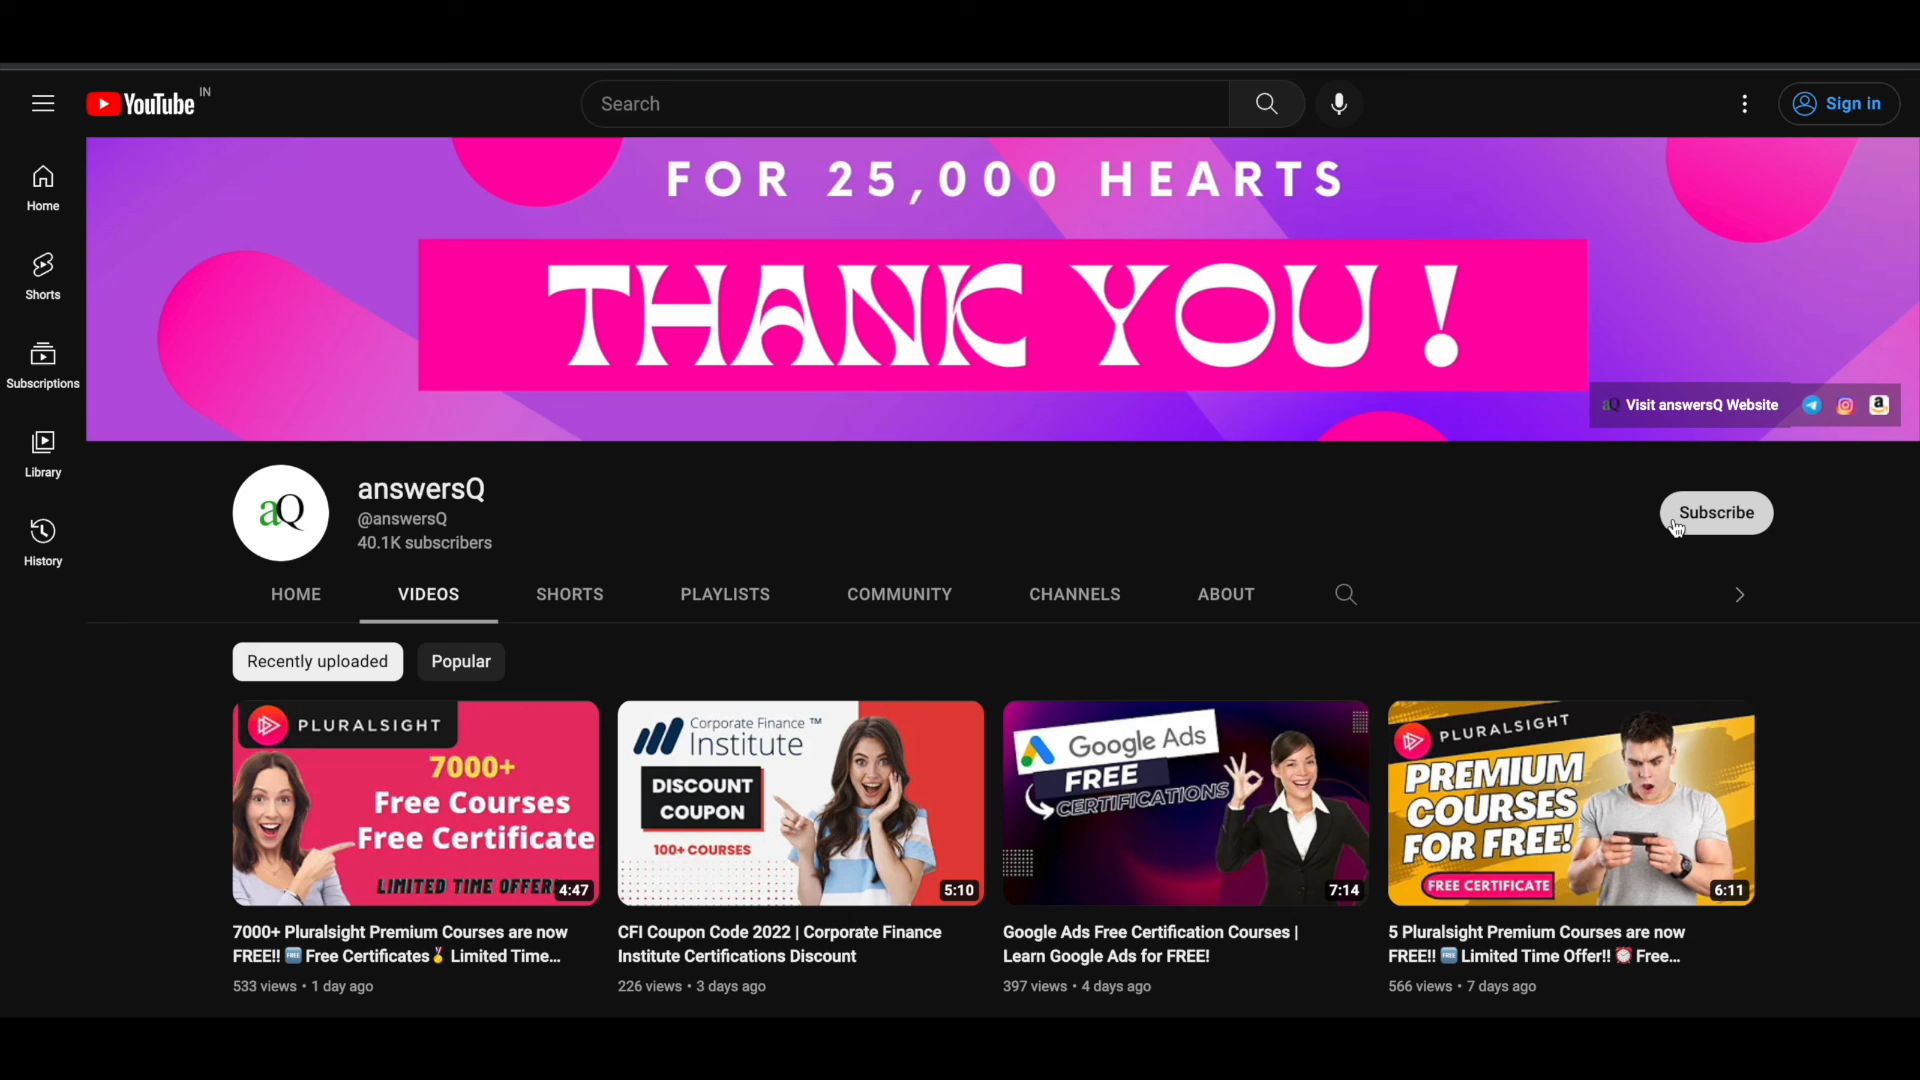 YouTube IN
Search
Sign in
Home
Shorts
Subscriptions
Library
History
FOR 25,000 HEARTS
THANK YOU !
aQ Visit answersQ Website
aQ
answersQ
@answersQ
40.1K subscribers
Subscribe
HOME VIDEOS SHORTS PLAYLISTS COMMUNITY CHANNELS ABOUT
Recently uploaded Popular
PLURALSIGHT
7000+
Free Courses
Free Certificate
LIMITED TIME OFFER!
4:47
7000+ Pluralsight Premium Courses are now
FREE!! 🆓 Free Certificates🏅 Limited Time...
533 views • 1 day ago
Corporate Finance ™
Institute
DISCOUNT
COUPON
100+ COURSES
5:10
CFI Coupon Code 2022 | Corporate Finance
Institute Certifications Discount
226 views • 3 days ago
Google Ads
FREE
CERTIFICATIONS
7:14
Google Ads Free Certification Courses |
Learn Google Ads for FREE!
397 views • 4 days ago
PLURALSIGHT
PREMIUM
COURSES
FOR FREE!
FREE CERTIFICATE
6:11
5 Pluralsight Premium Courses are now
FREE!! 🆓 Limited Time Offer!! ⏰ Free...
566 views • 7 days ago